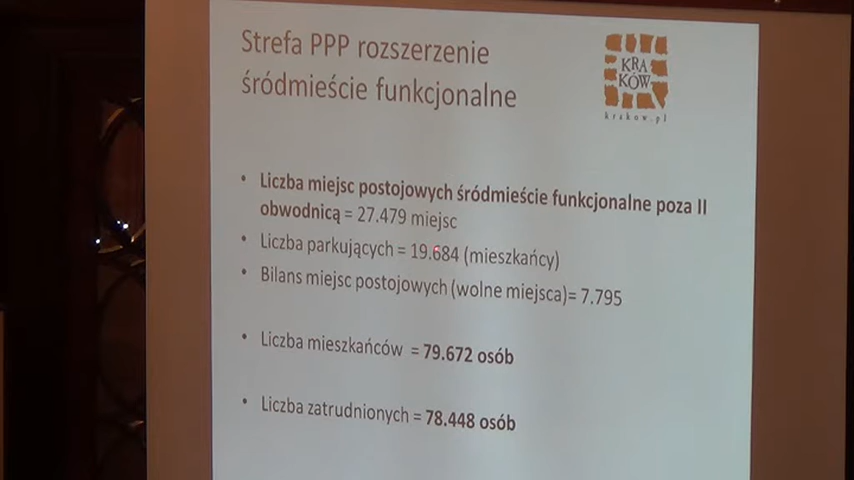 Strefa PPP rozszerzenie
śródmieście funkcjonalne
KRA
KÓW
krakow.pl
• Liczba miejsc postojowych śródmieście funkcjonalne poza II
obwodnicą = 27.479 miejsc
• Liczba parkujących = 19.684 (mieszkańcy)
• Bilans miejsc postojowych (wolne miejsca)= 7.795
• Liczba mieszkańców = 79.672 osób
• Liczba zatrudnionych = 78.448 osób